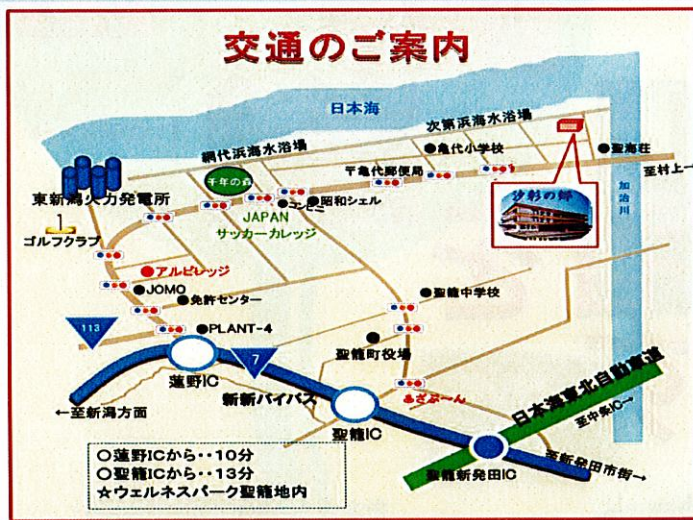 交通のご案内
日本海
次第浜海水浴場
網代浜海水浴場
亀代小学校
聖海荘
〒亀代郵便局
至村上→
千年の森
東新潟火力発電所
コンビニ
昭和シェル
汐彩の郷
加治川
1
ゴルフクラブ
JAPAN
サッカーカレッジ
アルビレッジ
JOMO
免許センター
聖籠中学校
PLANT-4
113
聖籠町役場
7
蓮野IC
新新バイパス
ざぶーん
日本海東北自動車道
←至新潟方面
聖籠IC
至中条IC→
○蓮野ICから・・10分
○聖籠ICから・・13分
☆ウェルネスパーク聖籠地内
聖籠新発田IC
至新発田市街→